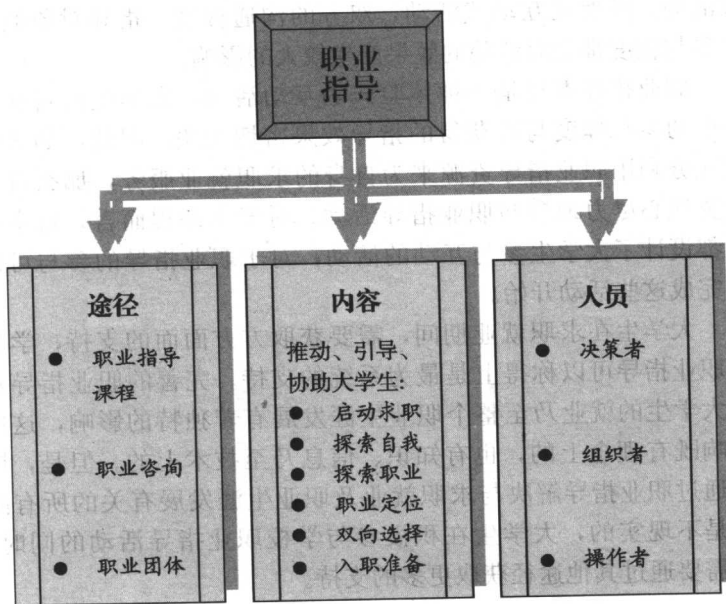 职业
指导
途径
● 职业指导
课程
● 职业咨询
● 职业团体
内容
推动、引导、
协助大学生:
● 启动求职
● 探索自我
● 探索职业
● 职业定位
● 双向选择
● 入职准备
人员
● 决策者
● 组织者
● 操作者